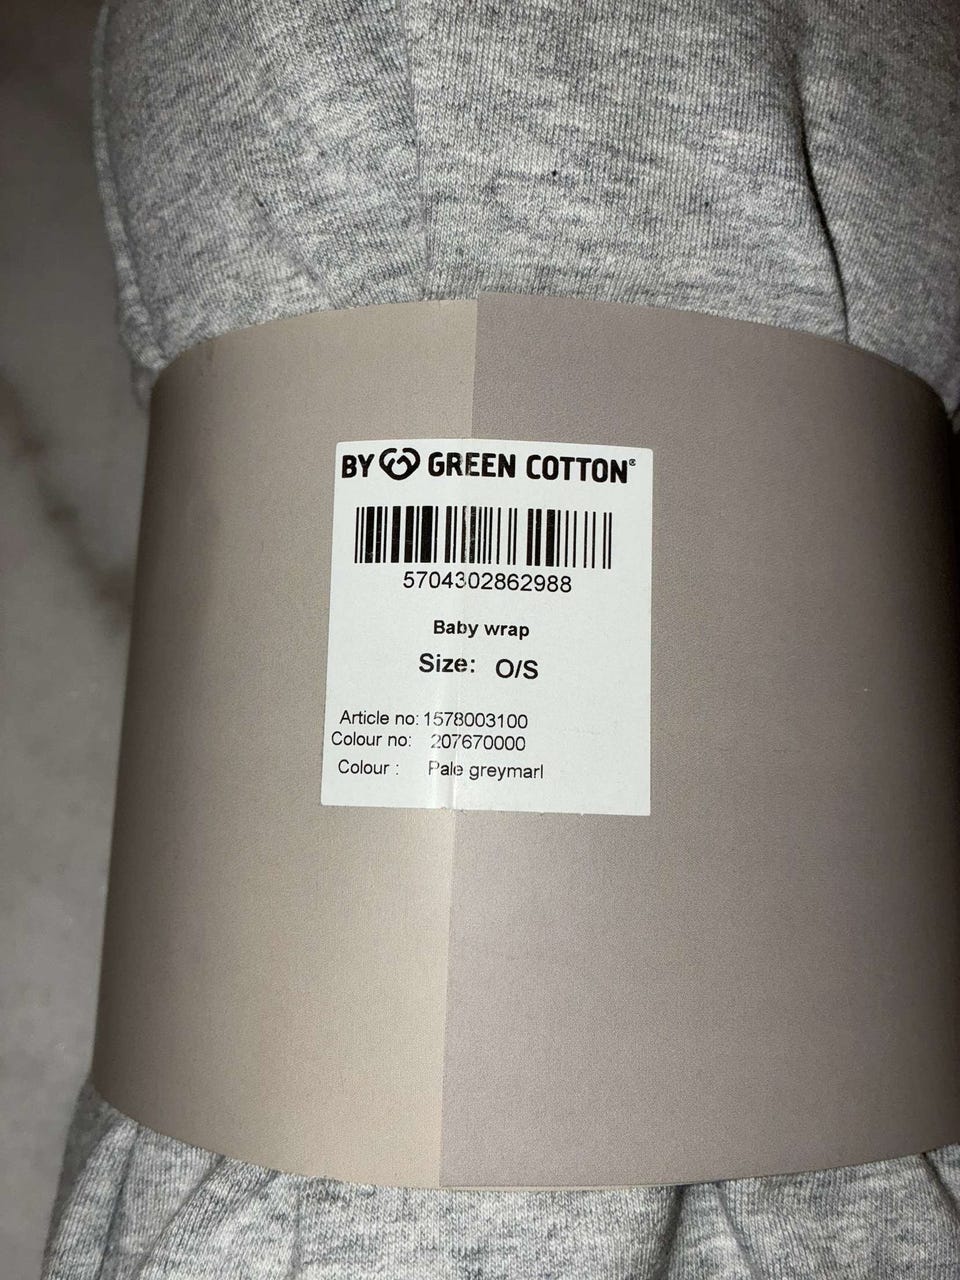 BY GREEN COTTON®
5704302862988
Baby wrap
Size: O/S
Article no: 1578003100
Colour no: 207670000
Colour : Pale greymarl